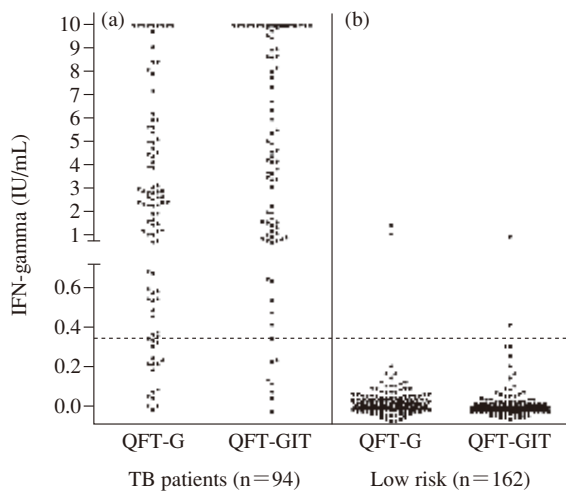 (a)
(b)
10
9
8
7
6
5
4
3
2
1
0.6
0.4
0.2
0.0
IFN-gamma (IU/mL)
QFT-G
QFT-GIT
QFT-G
QFT-GIT
TB patients (n=94)
Low risk (n=162)